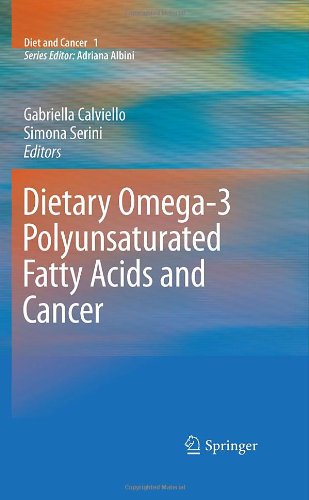 Diet and Cancer 1
Series Editor: Adriana Albini
Gabriella Calviello
Simona Serini
Editors
Dietary Omega-3
Polyunsaturated
Fatty Acids and
Cancer
Springer